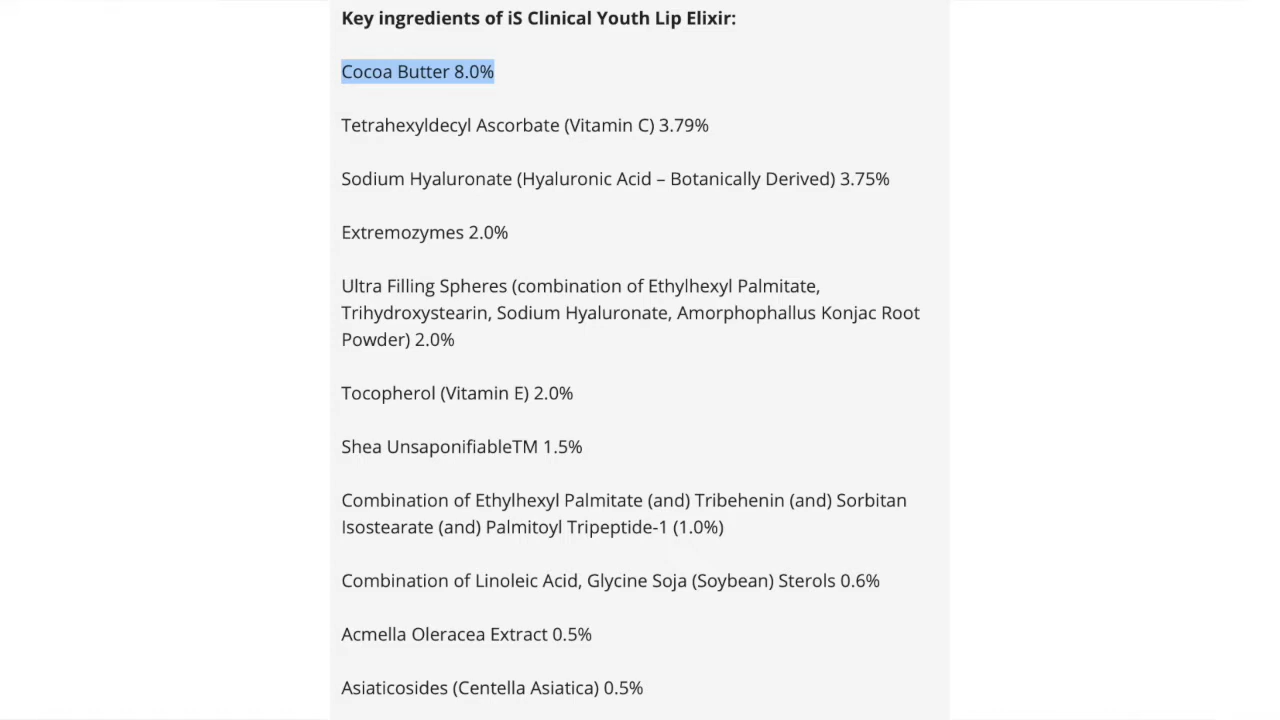 Key ingredients of iS Clinical Youth Lip Elixir:
Cocoa Butter 8.0%
Tetrahexyldecyl Ascorbate (Vitamin C) 3.79%
Sodium Hyaluronate (Hyaluronic Acid – Botanically Derived) 3.75%
Extremozymes 2.0%
Ultra Filling Spheres (combination of Ethylhexyl Palmitate,
Trihydroxystearin, Sodium Hyaluronate, Amorphophallus Konjac Root
Powder) 2.0%
Tocopherol (Vitamin E) 2.0%
Shea UnsaponifiableTM 1.5%
Combination of Ethylhexyl Palmitate (and) Tribehenin (and) Sorbitan
Isostearate (and) Palmitoyl Tripeptide-1 (1.0%)
Combination of Linoleic Acid, Glycine Soja (Soybean) Sterols 0.6%
Acmella Oleracea Extract 0.5%
Asiaticosides (Centella Asiatica) 0.5%